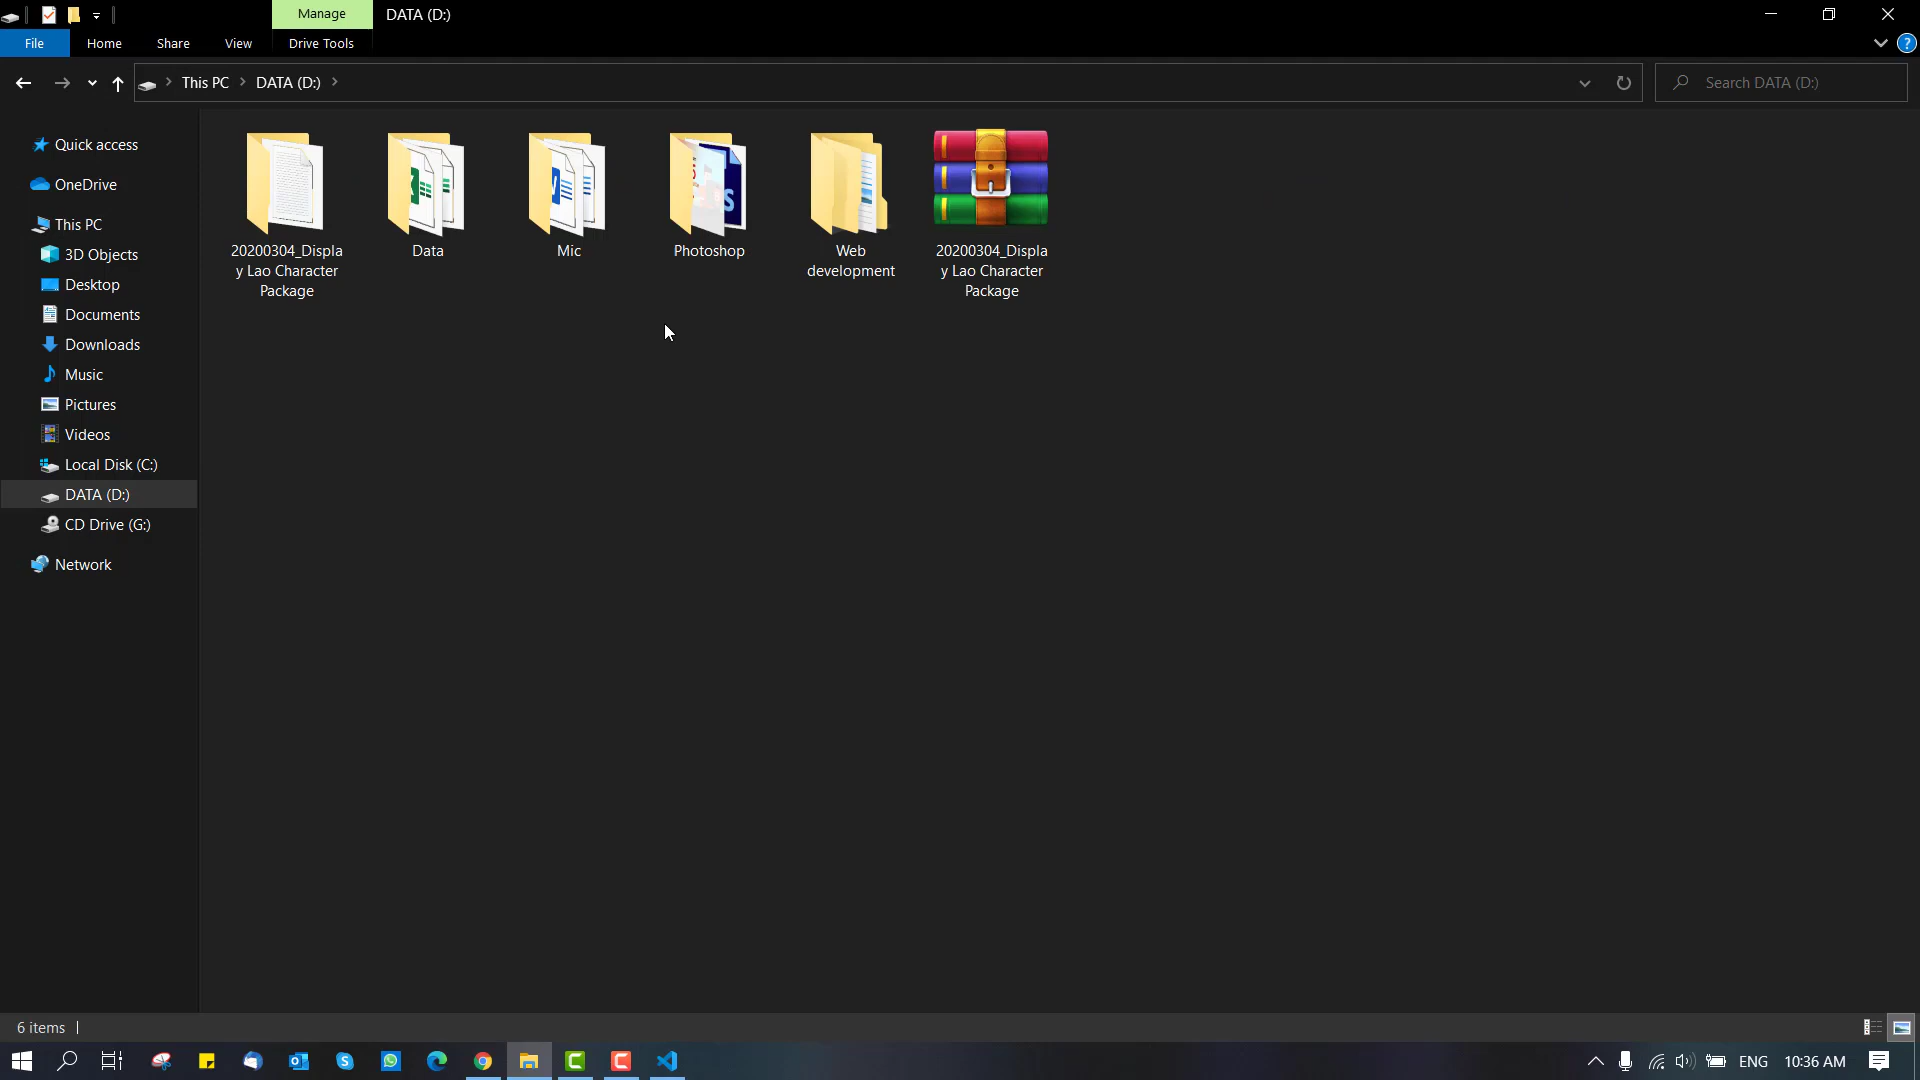 Manage
DATA (D:)
File
Home
Share
View
Drive Tools
This PC
DATA (D:)
Search DATA (D:)
Quick access
OneDrive
This PC
3D Objects
Desktop
Documents
Downloads
Music
Pictures
Videos
Local Disk (C:)
DATA (D:)
CD Drive (G:)
Network
20200304_Displa
y Lao Character
Package
Data
Mic
Photoshop
Web
development
20200304_Displa
y Lao Character
Package
6 items
ENG
10:36 AM